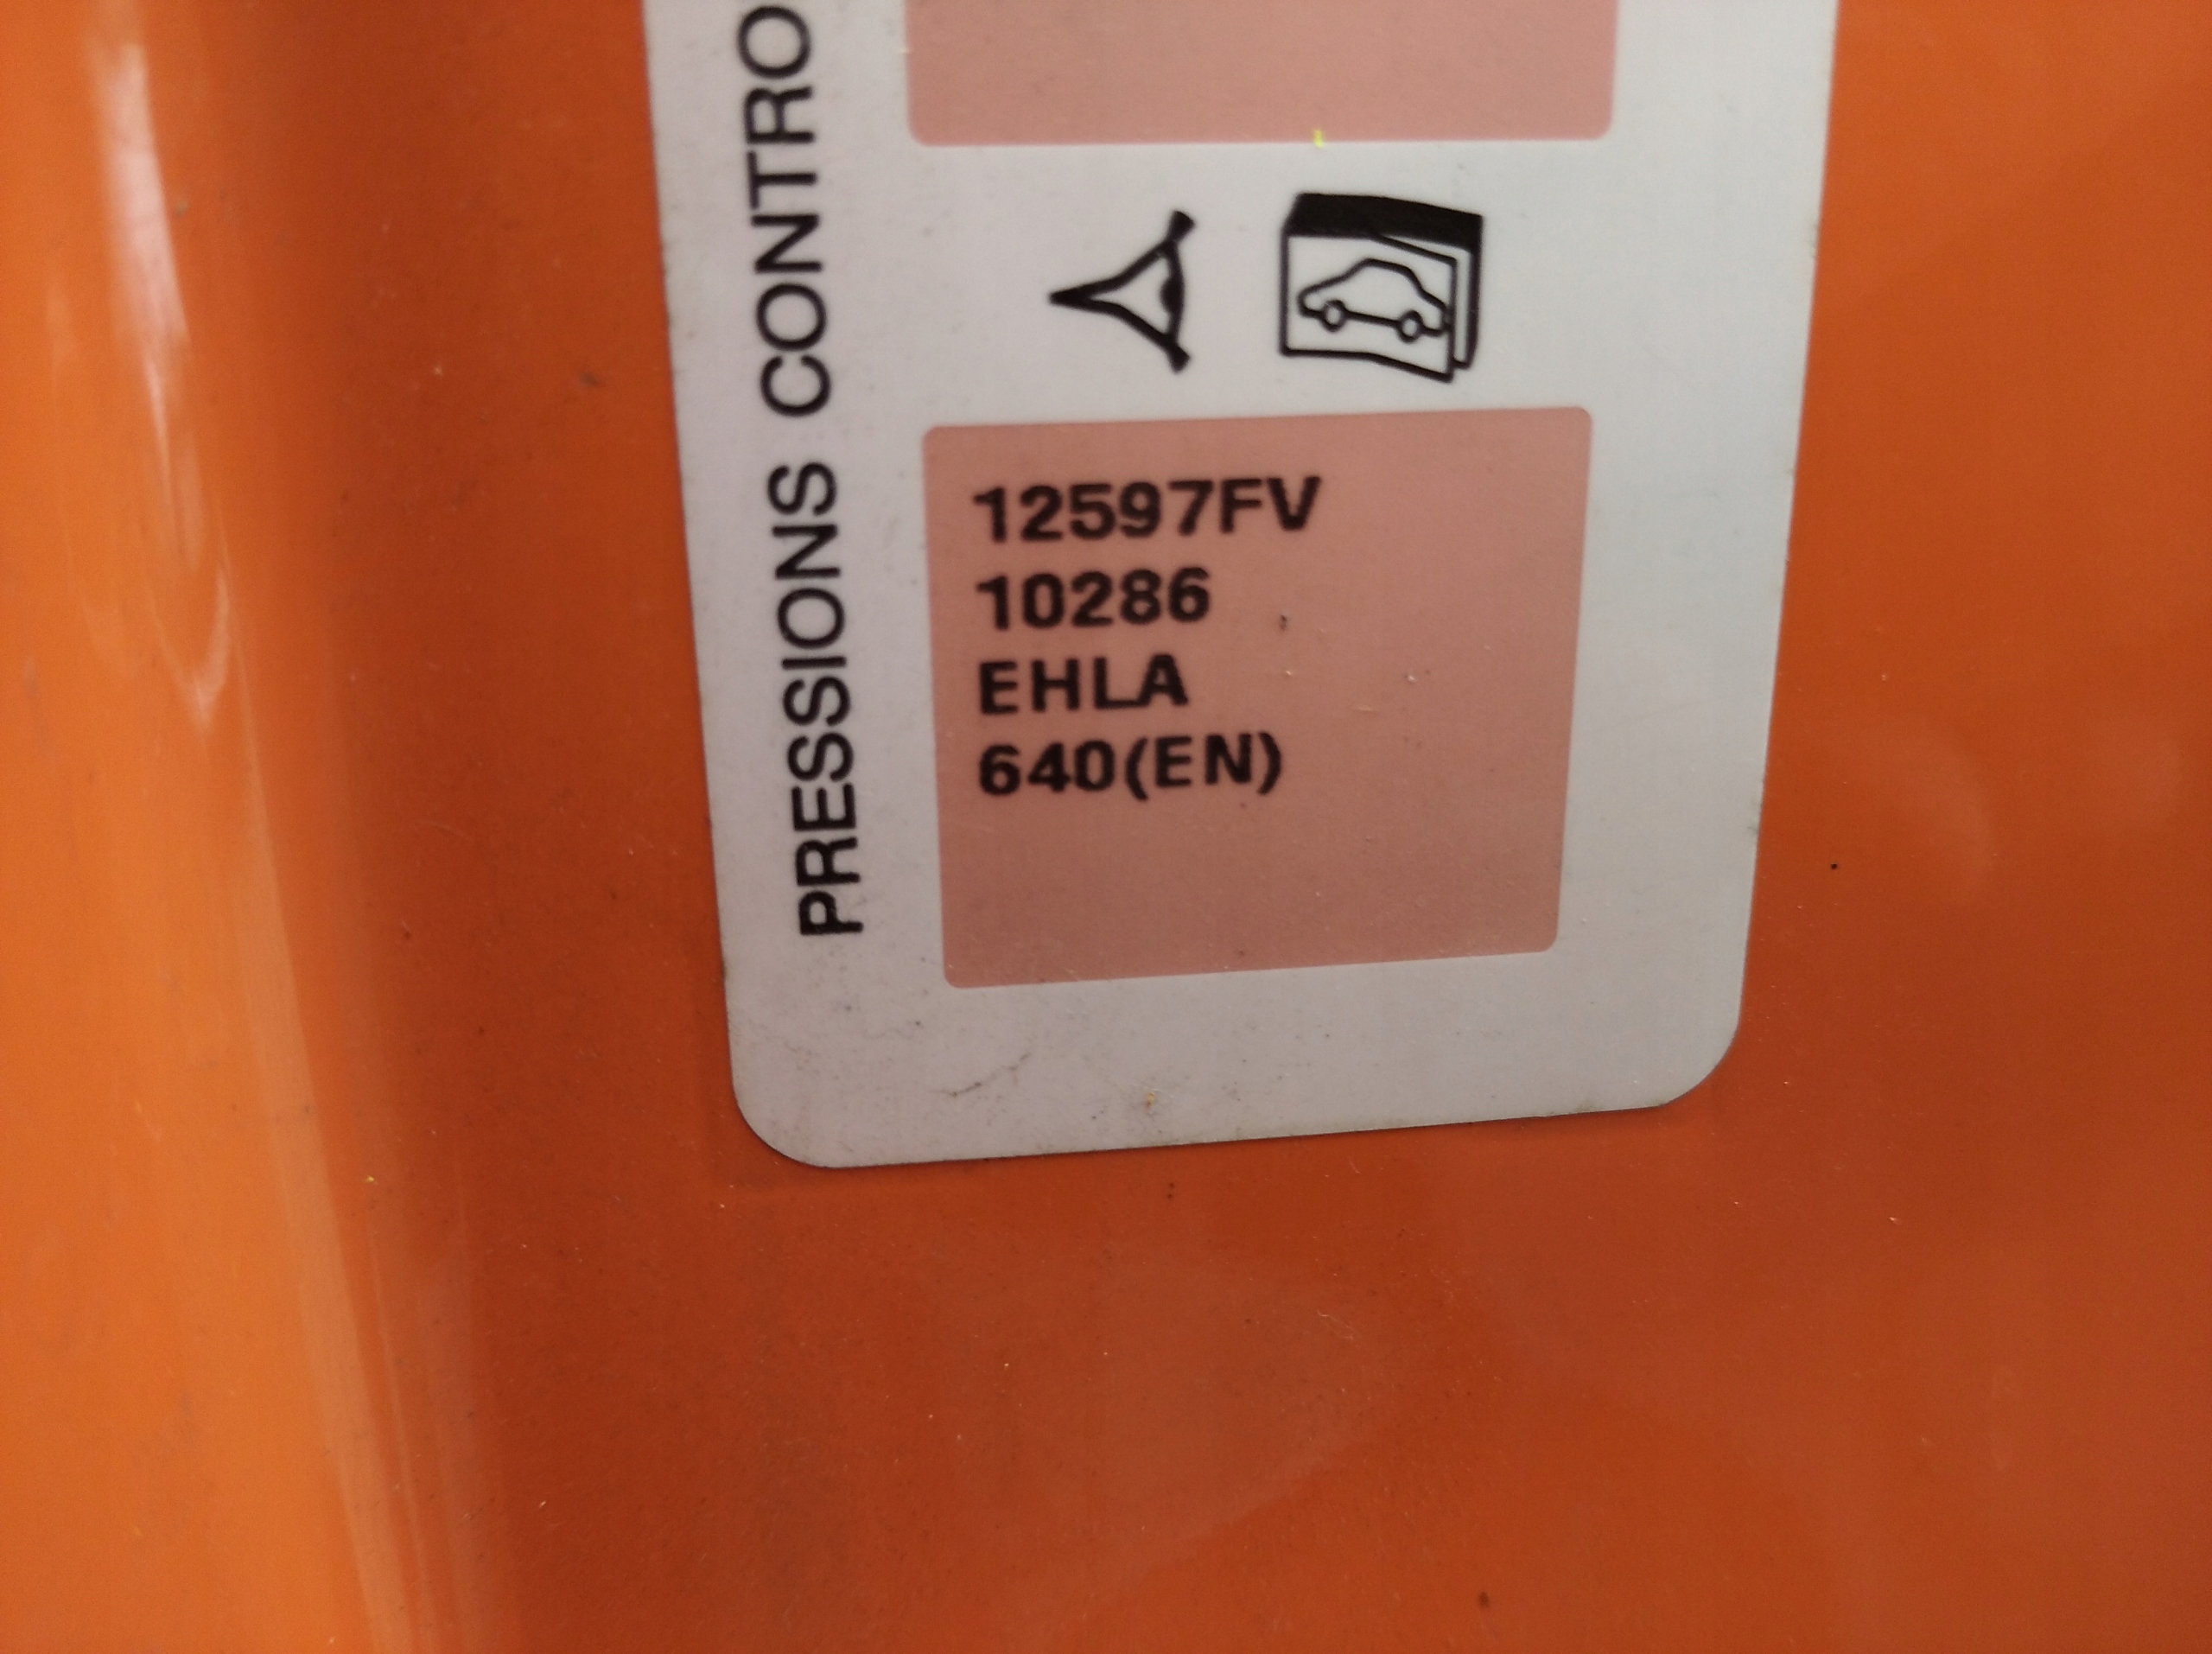 PRESSIONS CONTRO
12597FV
10286
EHLA
640(EN)